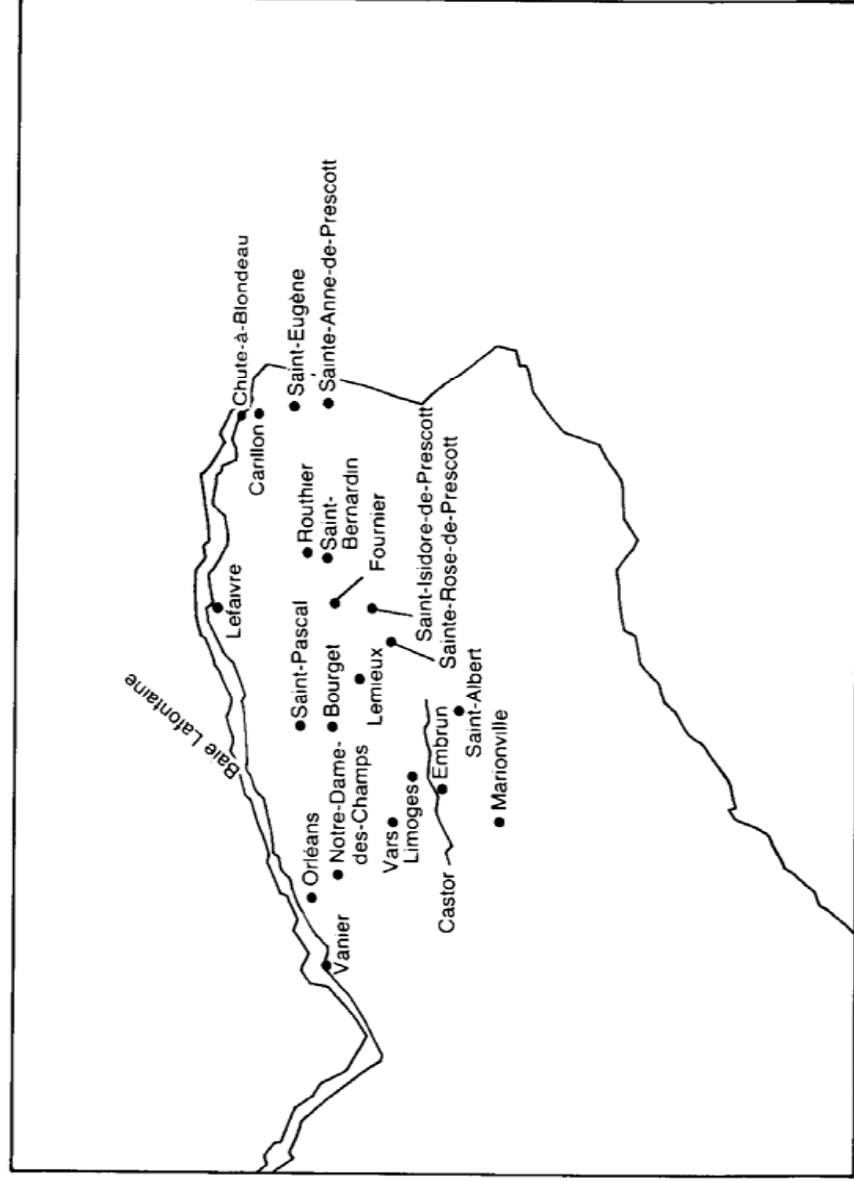 Baie Lafontaine
Chute-à-Blondeau
Carillon
Saint-Eugène
Sainte-Anne-de-Prescott
Lefaivre
Routhier
Saint-
Bernardin
Fournier
Saint-Isidore-de-Prescott
Sainte-Rose-de-Prescott
Saint-Pascal
Bourget
Lemieux
Orléans
Notre-Dame-
des-Champs
Vanier
Vars
Limoges
Castor
Embrun
Saint-Albert
Marionville